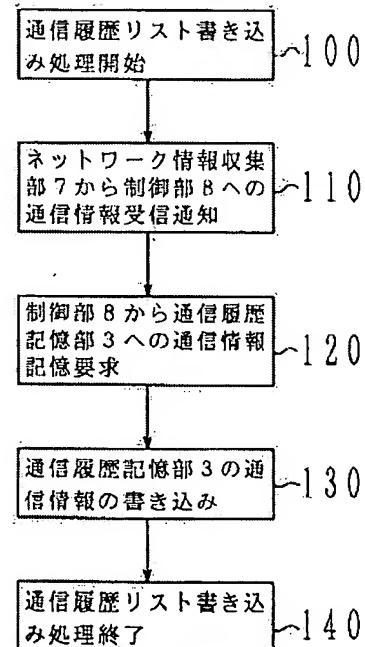 通信履歴リスト書き込
み処理開始
100
ネットワーク情報収集
部7から制御部8への
通信情報受信通知
110
制御部8から通信履歴
記憶部3への通信情報
記憶要求
120
通信履歴記憶部3の通
信情報の書き込み
130
通信履歴リスト書き込
み処理終了
140